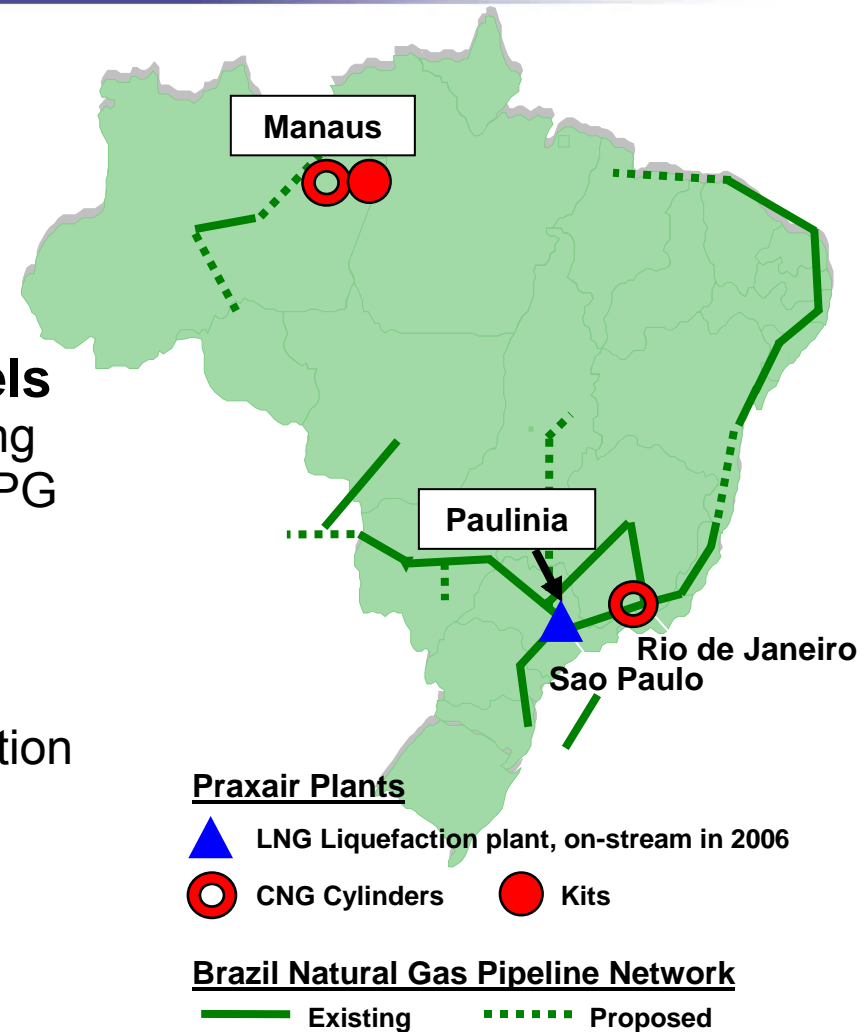 Manaus
els
ng
PG
Paulinia
Rio de Janeiro
Sao Paulo
tion
Praxair Plants
LNG Liquefaction plant, on-stream in 2006
CNG Cylinders Kits
Brazil Natural Gas Pipeline Network
Existing Proposed